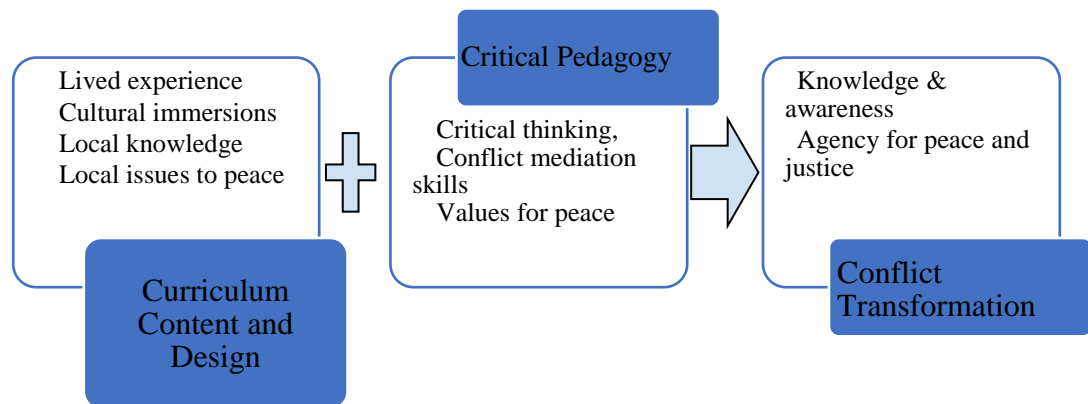 Lived experience
Cultural immersions
Local knowledge
Local issues to peace
Curriculum
Content and
Design
Critical Pedagogy
Critical thinking,
Conflict mediation
skills
Values for peace
Knowledge &
awareness
Agency for peace and
justice
Conflict
Transformation